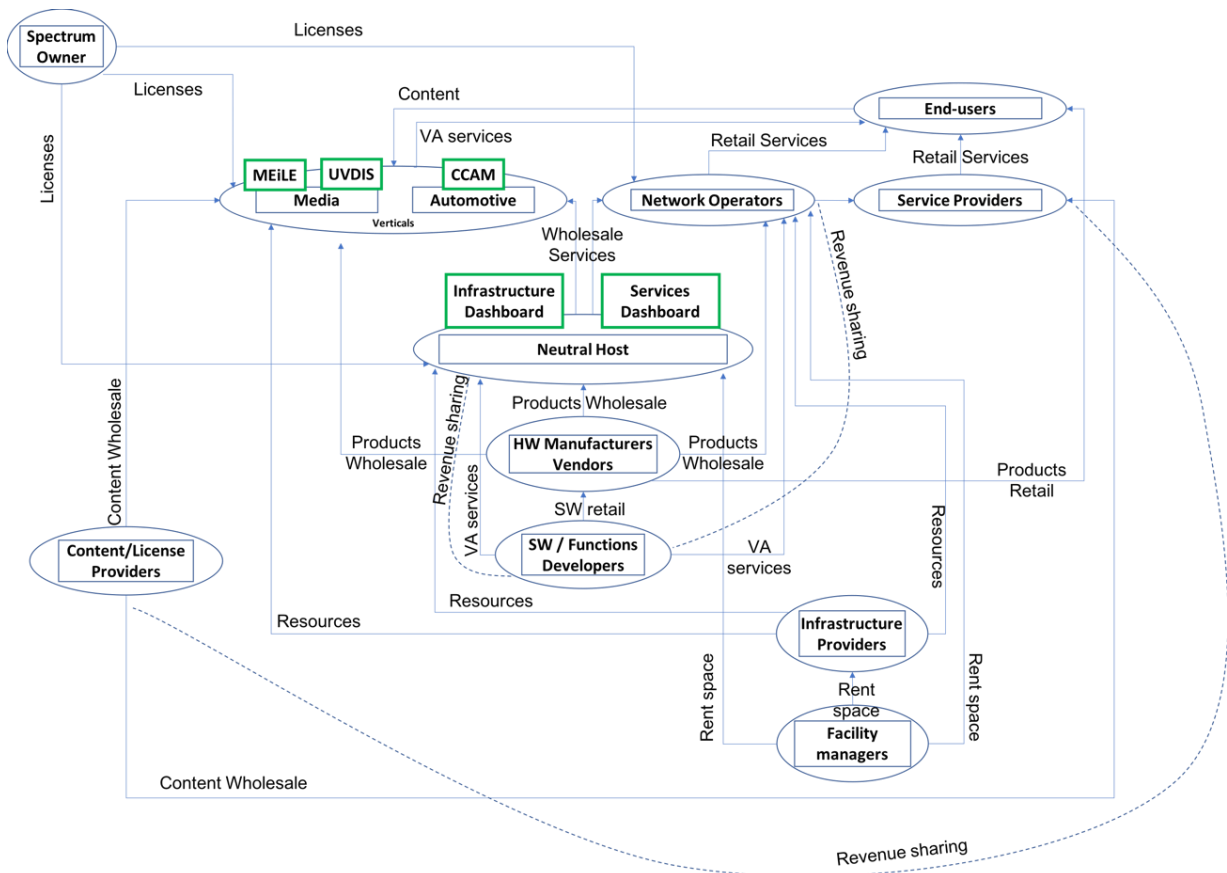 Spectrum
Owner
Licenses
Licenses
Licenses
Content
VA services
End-users
Retail Services
Retail Services
MEiLE
UVDIS
CCAM
Media
Automotive
Verticals
Network Operators
Service Providers
Wholesale
Services
Revenue sharing
Infrastructure
Dashboard
Services
Dashboard
Neutral Host
Products Wholesale
Revenue sharing
Products
Wholesale
HW Manufacturers
Vendors
Products
Wholesale
Products
Retail
Content Wholesale
VA services
SW retail
SW / Functions
Developers
VA
services
Resources
Content/License
Providers
Resources
Resources
Infrastructure
Providers
Rent space
Rent
space
Rent space
Facility
managers
Content Wholesale
Revenue sharing